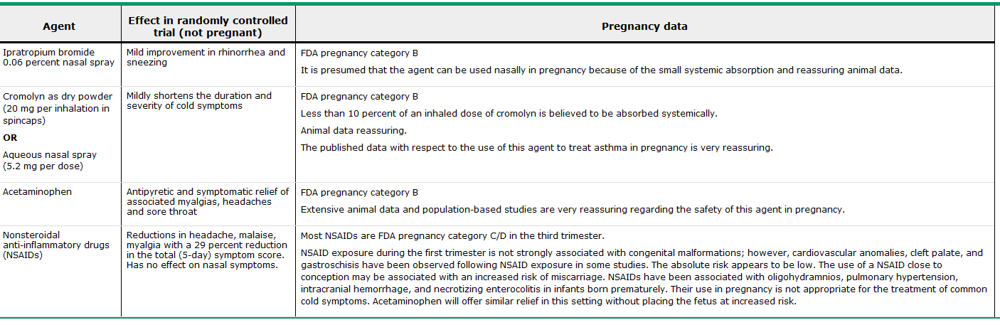 Agent
Effect in randomly controlled
trial (not pregnant)
Pregnancy data
Ipratropium bromide
0.06 percent nasal spray
Mild improvement in rhinorrhea and
sneezing
FDA pregnancy category B
It is presumed that the agent can be used nasally in pregnancy because of the small systemic absorption and reassuring animal data.
Cromolyn as dry powder
(20 mg per inhalation in
spincaps)
OR
Aqueous nasal spray
(5.2 mg per dose)
Mildly shortens the duration and
severity of cold symptoms
FDA pregnancy category B
Less than 10 percent of an inhaled dose of cromolyn is believed to be absorbed systemically.
Animal data reassuring.
The published data with respect to the use of this agent to treat asthma in pregnancy is very reassuring.
Acetaminophen
Antipyretic and symptomatic relief of
associated myalgias, headaches
and sore throat
FDA pregnancy category B
Extensive animal data and population-based studies are very reassuring regarding the safety of this agent in pregnancy.
Nonsteroidal
anti-inflammatory drugs
(NSAIDs)
Reductions in headache, malaise,
myalgia with a 29 percent reduction
in the total (5-day) symptom score.
Has no effect on nasal symptoms.
Most NSAIDs are FDA pregnancy category C/D in the third trimester.
NSAID exposure during the first trimester is not strongly associated with congenital malformations; however, cardiovascular anomalies, cleft palate, and
gastroschisis have been observed following NSAID exposure in some studies. The absolute risk appears to be low. The use of a NSAID close to
conception may be associated with an increased risk of miscarriage. NSAIDs have been associated with oligohydramnios, pulmonary hypertension,
intracranial hemorrhage, and necrotizing enterocolitis in infants born prematurely. Their use in pregnancy is not appropriate for the treatment of common
cold symptoms. Acetaminophen will offer similar relief in this setting without placing the fetus at increased risk.